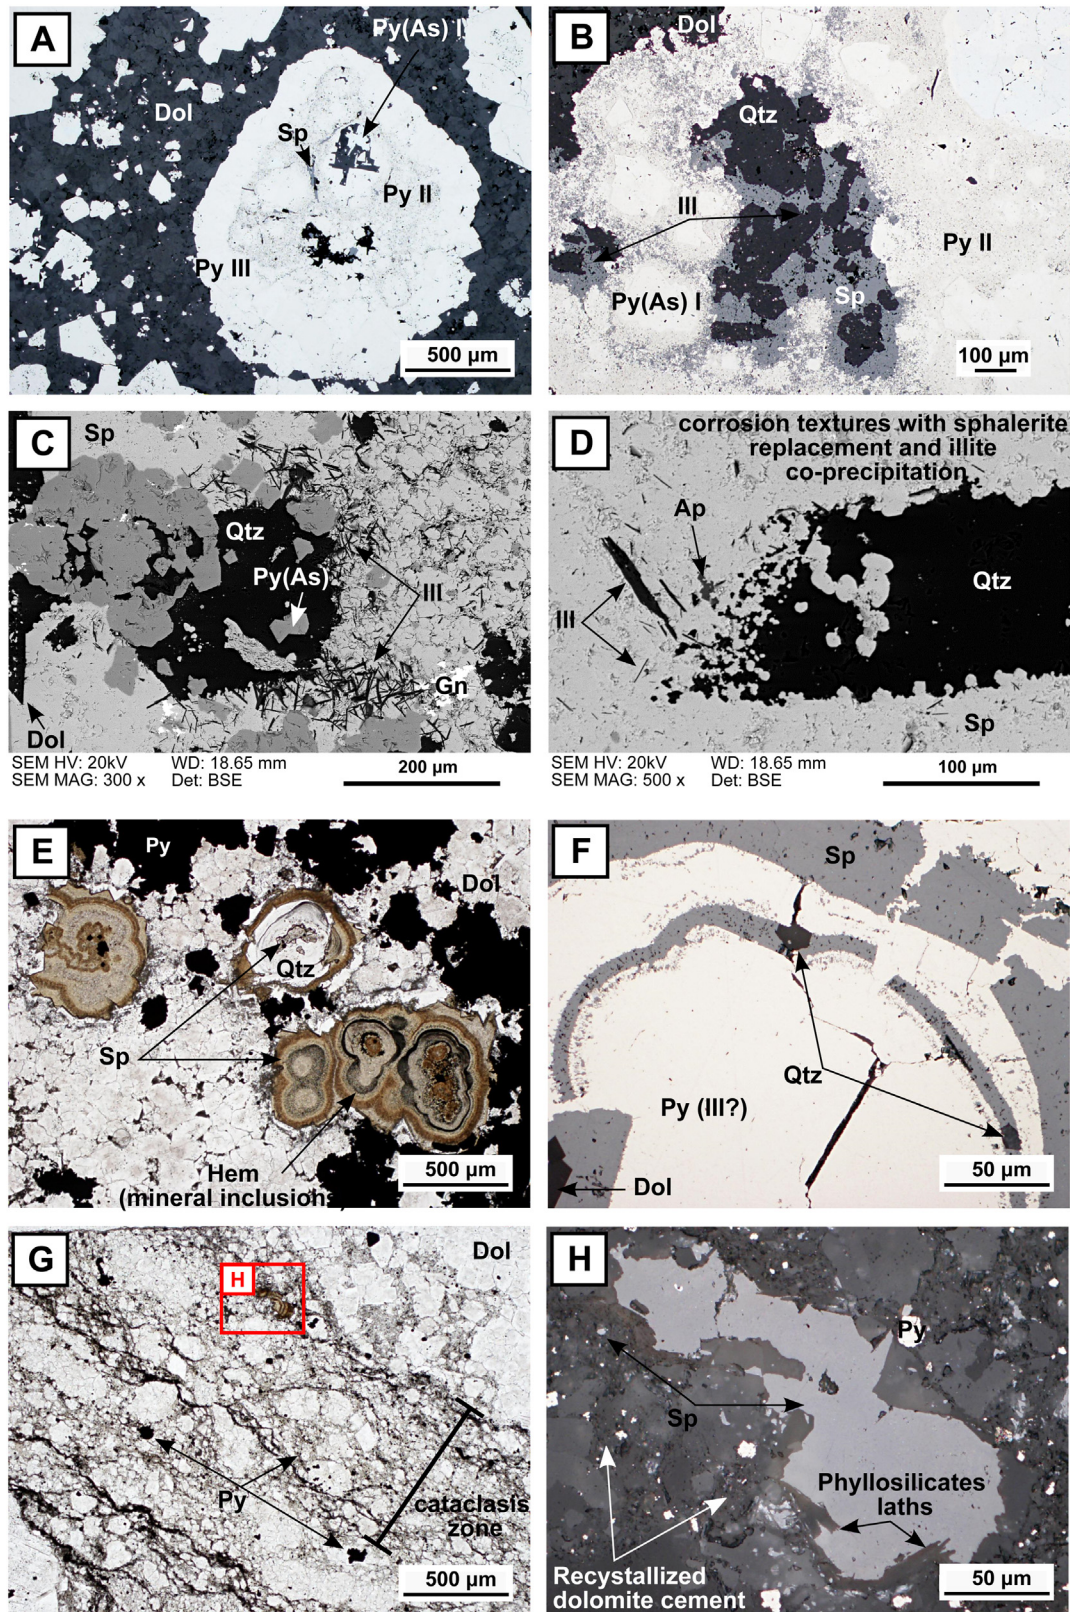 A
Py(As) I
Dol
Sp
Py II
Py III
500 µm
B
Dol
Qtz
Ill
Py II
Py(As) I
Sp
100 µm
C
Sp
Qtz
Py(As)
Ill
Gn
Dol
SEM HV: 20kV WD: 18.65 mm
SEM MAG: 300 x Det: BSE
200 µm
D
corrosion textures with sphalerite
replacement and illite
co-precipitation
Ap
Qtz
Ill
Sp
SEM HV: 20kV WD: 18.65 mm
SEM MAG: 500 x Det: BSE
100 µm
E
Py
Dol
Qtz
Sp
Hem
(mineral inclusions)
500 µm
F
Sp
Qtz
Py (III?)
Dol
50 µm
G
H
Dol
Py
cataclasis
zone
500 µm
H
Py
Sp
Phyllosilicates
laths
Recystallized
dolomite cement
50 µm